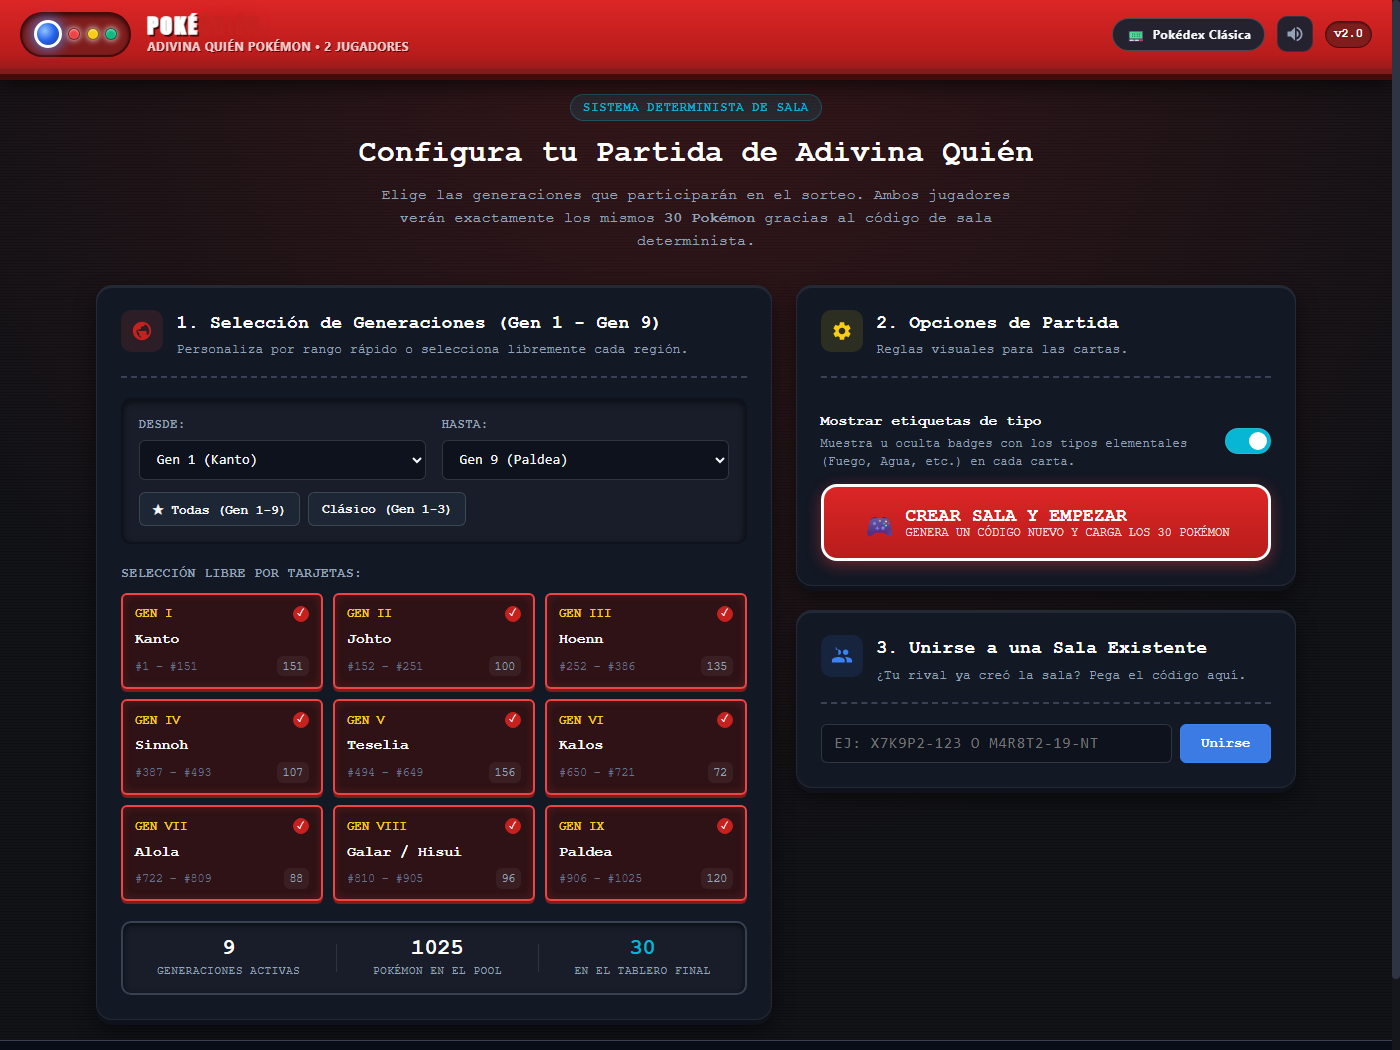 POKÉ
ADIVINA QUIÉN POKÉMON • 2 JUGADORES
Pokédex Clásica
v2.0
SISTEMA DETERMINISTA DE SALA
Configura tu Partida de Adivina Quién
Elige las generaciones que participarán en el sorteo. Ambos jugadores
verán exactamente los mismos 30 Pokémon gracias al código de sala
determinista.
1. Selección de Generaciones (Gen 1 - Gen 9)
Personaliza por rango rápido o selecciona libremente cada región.
DESDE:
HASTA:
Gen 1 (Kanto)
Gen 9 (Paldea)
★ Todas (Gen 1-9)
Clásico (Gen 1-3)
SELECCIÓN LIBRE POR TARJETAS:
GEN I
Kanto
#1 - #151
151
GEN II
Johto
#152 - #251
100
GEN III
Hoenn
#252 - #386
135
GEN IV
Sinnoh
#387 - #493
107
GEN V
Teselia
#494 - #649
156
GEN VI
Kalos
#650 - #721
72
GEN VII
Alola
#722 - #809
88
GEN VIII
Galar / Hisui
#810 - #905
96
GEN IX
Paldea
#906 - #1025
120
9
GENERACIONES ACTIVAS
1025
POKÉMON EN EL POOL
30
EN EL TABLERO FINAL
2. Opciones de Partida
Reglas visuales para las cartas.
Mostrar etiquetas de tipo
Muestra u oculta badges con los tipos elementales
(Fuego, Agua, etc.) en cada carta.
CREAR SALA Y EMPEZAR
GENERA UN CÓDIGO NUEVO Y CARGA LOS 30 POKÉMON
3. Unirse a una Sala Existente
¿Tu rival ya creó la sala? Pega el código aquí.
EJ: X7K9P2-123 O M4R8T2-19-NT
Unirse